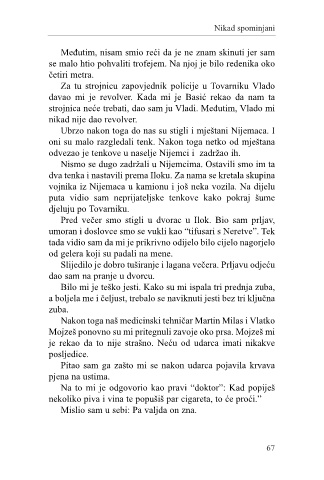 Nikad spominjani
Međutim, nisam smio reći da je ne znam skinuti jer sam
se malo htio pohvaliti trofejem. Na njoj je bilo redenika oko
četiri metra.
Za tu strojnicu zapovjednik policije u Tovarniku Vlado
davao mi je revolver. Kada mi je Basić rekao da nam ta
strojnica neće trebati, dao sam ju Vladi. Međutim, Vlado mi
nikad nije dao revolver.
Ubrzo nakon toga do nas su stigli i mještani Nijemaca. I
oni su malo razgledali tenk. Nakon toga netko od mještana
odvezao je tenkove u naselje Nijemci i zadržao ih.
Nismo se dugo zadržali u Nijemcima. Ostavili smo im ta
dva tenka i nastavili prema Iloku. Za nama se kretala skupina
vojnika iz Nijemaca u kamionu i još neka vozila. Na dijelu
puta vidio sam neprijateljske tenkove kako pokraj šume
djeluju po Tovarniku.
Pred večer smo stigli u dvorac u Ilok. Bio sam prljav,
umoran i doslovce smo se vukli kao “tifusari s Neretve”. Tek
tada vidio sam da mi je prikrivno odijelo bilo cijelo nagorjelo
od gelera koji su padali na mene.
Slijedilo je dobro tuširanje i lagana večera. Prljavu odjeću
dao sam na pranje u dvorcu.
Bilo mi je teško jesti. Kako su mi ispala tri prednja zuba,
a boljela me i čeljust, trebalo se naviknuti jesti bez tri ključna
zuba.
Nakon toga naš medicinski tehničar Martin Milas i Vlatko
Mojzeš ponovno su mi pritegnuli zavoje oko prsa. Mojzeš mi
je rekao da to nije strašno. Neću od udarca imati nikakve
posljedice.
Pitao sam ga zašto mi se nakon udarca pojavila krvava
pjena na ustima.
Na to mi je odgovorio kao pravi “doktor”: Kad popiješ
nekoliko piva i vina te popušiš par cigareta, to će proći.”
Mislio sam u sebi: Pa valjda on zna.
67